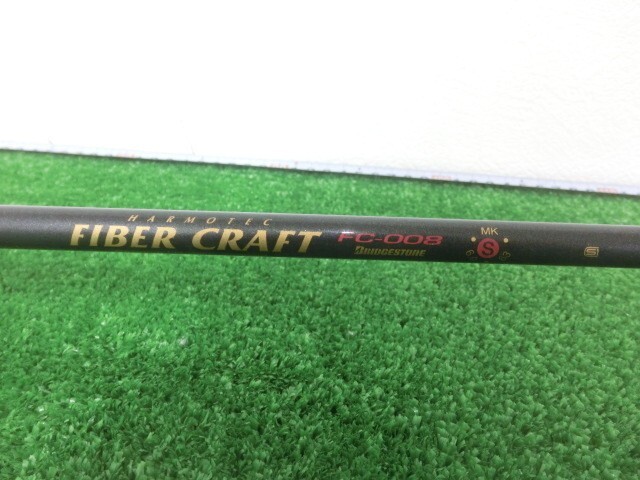 HARMOTEC
FIBER CRAFT FC-008
BRIDGESTONE
MK
S